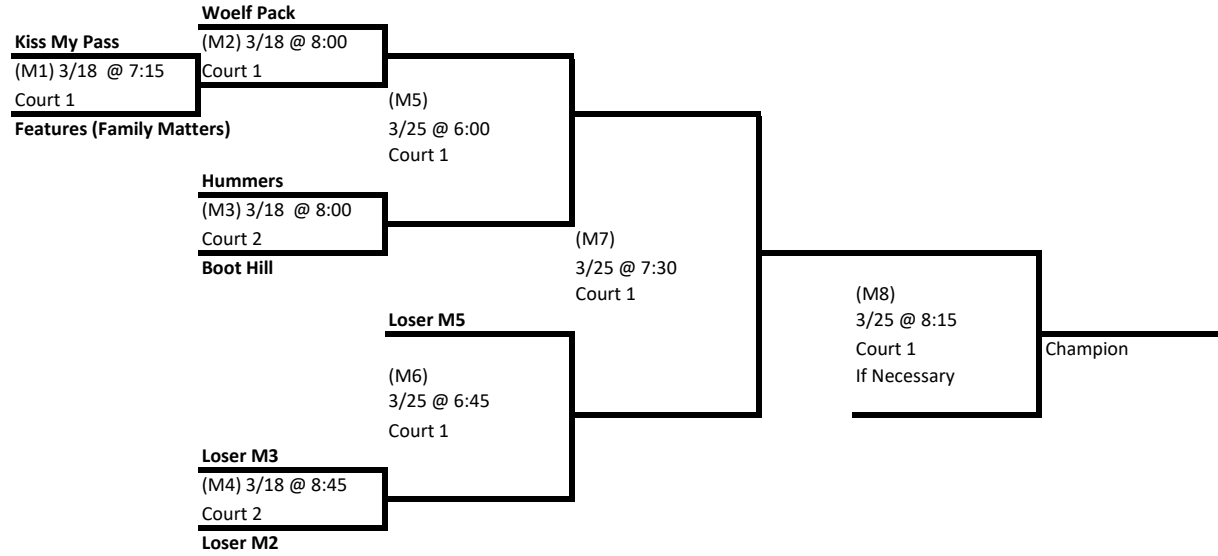 Woelf Pack
Kiss My Pass
(M2) 3/18 @ 8:00
(M1) 3/18  @ 7:15
Court 1
Court 1
(M5)
Features (Family Matters)
3/25 @ 6:00
Court 1
Hummers
(M3) 3/18  @ 8:00
Court 2
(M7)
Boot Hill
3/25 @ 7:30
Court 1
(M8)
Loser M5
3/25 @ 8:15
Court 1
Champion
(M6)
If Necessary
3/25 @ 6:45
Court 1
Loser M3
(M4) 3/18 @ 8:45
Court 2
Loser M2